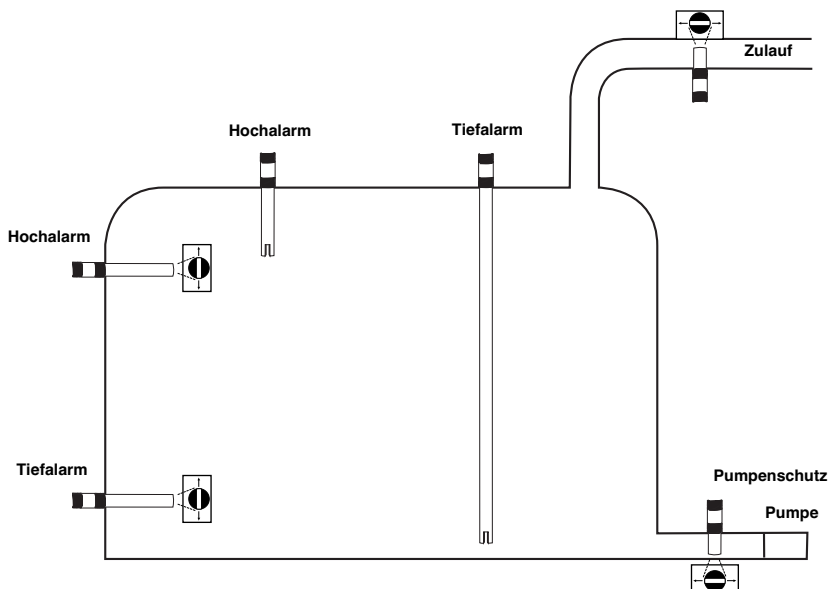 Zulauf
Hochalarm
Tiefalarm
Hochalarm
Tiefalarm
Pumpenschutz
Pumpe